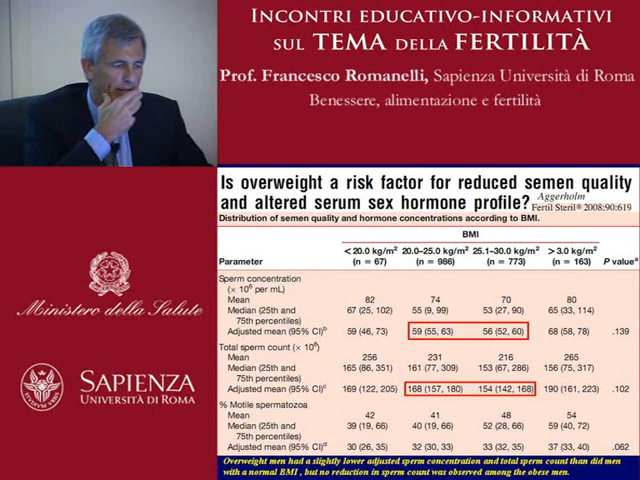 INCONTRI EDUCATIVO-INFORMATIVI
SUL TEMA DELLA FERTILITÀ
Prof. Francesco Romanelli, Sapienza Università di Roma
Benessere, alimentazione e fertilità
Is overweight a risk factor for reduced semen quality
and altered serum sex hormone profile? Aggerholm
Fertil Steril® 2008:90:619
Distribution of semen quality and hormone concentrations according to BMI.
BMI
Parameter < 20.0 kg/m² (n = 67) 20.0–25.0 kg/m² (n = 986) 25.1–30.0 kg/m² (n = 773) > 3.0 kg/m² (n = 163) P valueᵃ
Sperm concentration
(× 10⁶ per mL)
Mean 82 74 70 80
Median (25th and 67 (25, 102) 55 (9, 99) 53 (27, 90) 65 (33, 114)
75th percentiles)
Adjusted mean (95% CI)ᵇ 59 (46, 73) 59 (55, 63) 56 (52, 60) 68 (58, 78) .139
Total sperm count (× 10⁶)
Mean 256 231 216 265
Median (25th and 165 (86, 351) 161 (77, 309) 153 (67, 286) 156 (75, 317)
75th percentiles)
Adjusted mean (95% CI)ᶜ 169 (122, 205) 168 (157, 180) 154 (142, 168) 190 (161, 223) .102
% Motile spermatozoa
Mean 42 41 48 54
Median (25th and 39 (19, 66) 40 (19, 66) 52 (28, 66) 59 (40, 72)
75th percentiles)
Adjusted mean (95% CI)ᵈ 30 (26, 35) 32 (30, 33) 33 (32, 35) 37 (33, 40) .062
Overweight men had a slightly lower adjusted sperm concentration and total sperm count than did men
with a normal BMI , but no reduction in sperm count was observed among the obese men.
Ministero della Salute
SAPIENZA
UNIVERSITÀ DI ROMA